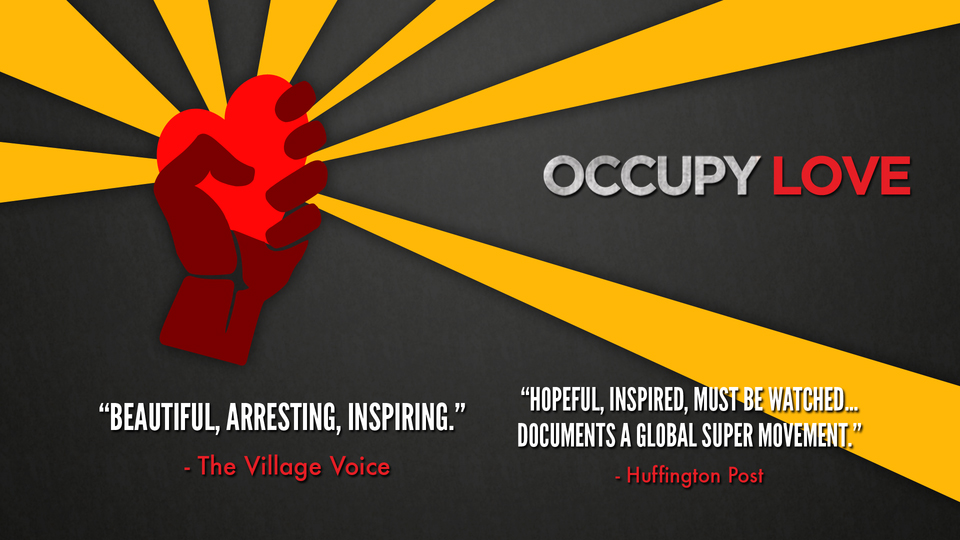 OCCUPY LOVE
“BEAUTIFUL, ARRESTING, INSPIRING.”
- The Village Voice
“HOPEFUL, INSPIRED, MUST BE WATCHED...
DOCUMENTS A GLOBAL SUPER MOVEMENT.”
- Huffington Post